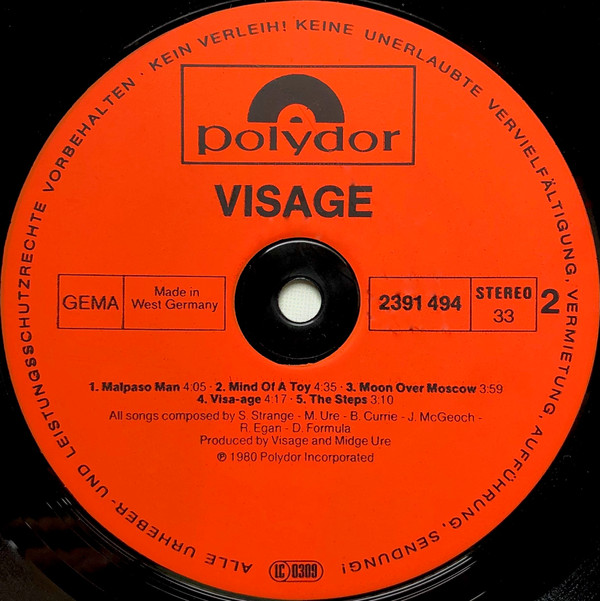 ALLE URHEBER- UND LEISTUNGSSCHUTZRECHTE VORBEHALTEN · KEIN VERLEIH! KEINE UNERLAUBTE VERVIELFÄLTIGUNG, VERMIETUNG, AUFFÜHRUNG, SENDUNG!
polydor
VISAGE
GEMA
Made in
West Germany
2391 494
STEREO
33
2
1. Malpaso Man 4:05 · 2. Mind Of A Toy 4:35 · 3. Moon Over Moscow 3:59
4. Visa-age 4:17 · 5. The Steps 3:10
All songs composed by S. Strange - M. Ure - B. Currie - J. McGeoch -
R. Egan - D. Formula
Produced by Visage and Midge Ure
℗ 1980 Polydor Incorporated
LC 0309